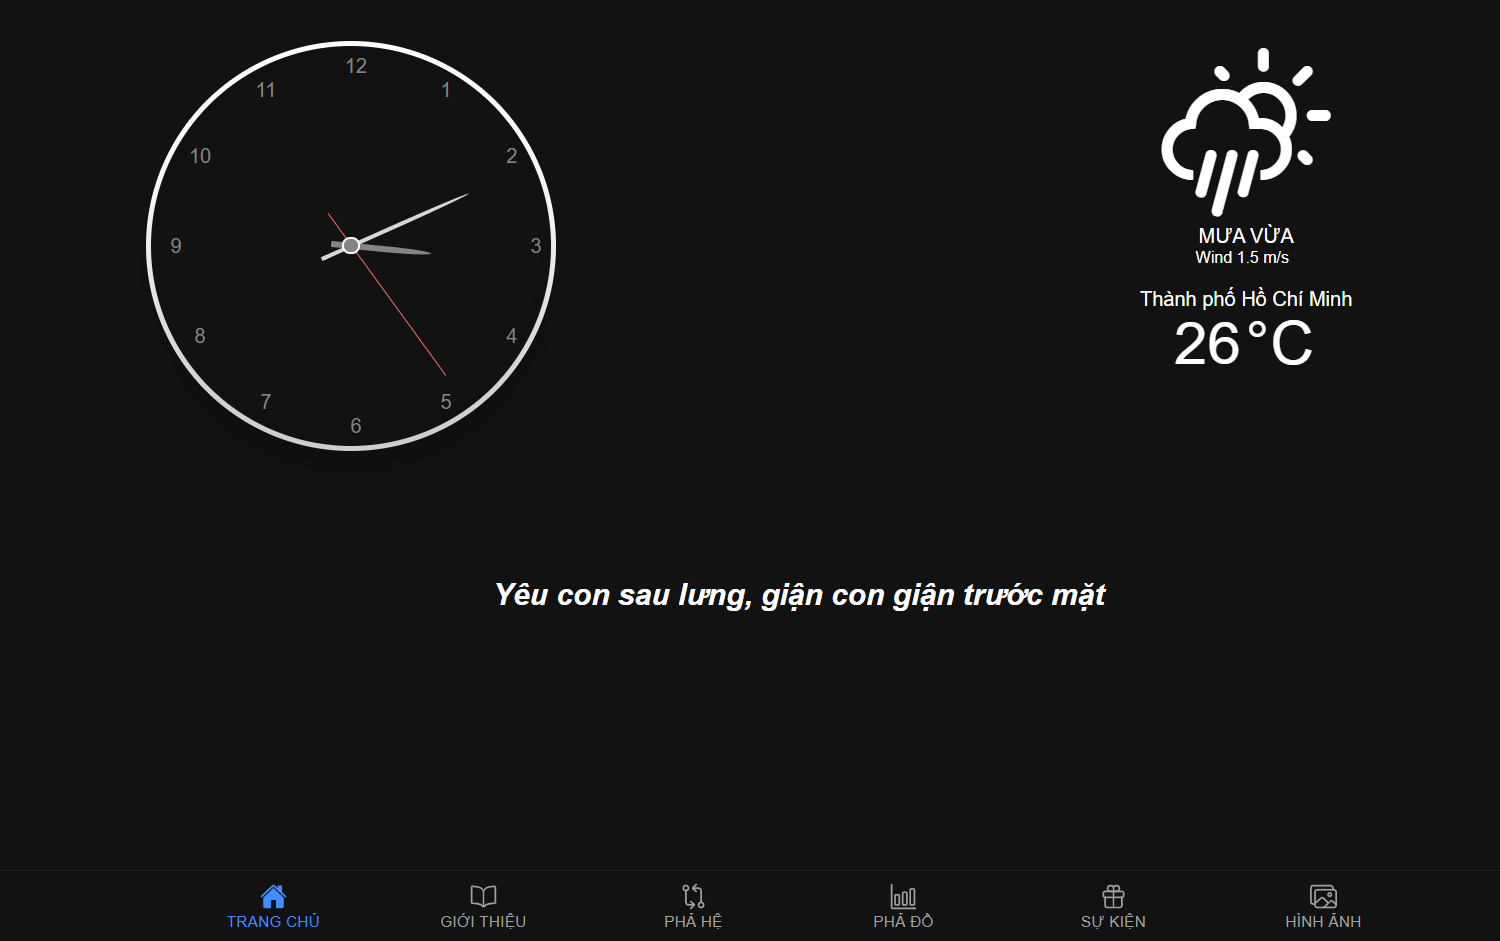 12
11
1
10
2
9
3
8
4
7
5
6
MƯA VỪA
Wind 1.5 m/s
Thành phố Hồ Chí Minh
26°C
Yêu con sau lưng, giận con giận trước mặt
TRANG CHỦ
GIỚI THIỆU
PHẢ HỆ
PHẢ ĐỒ
SỰ KIỆN
HÌNH ẢNH